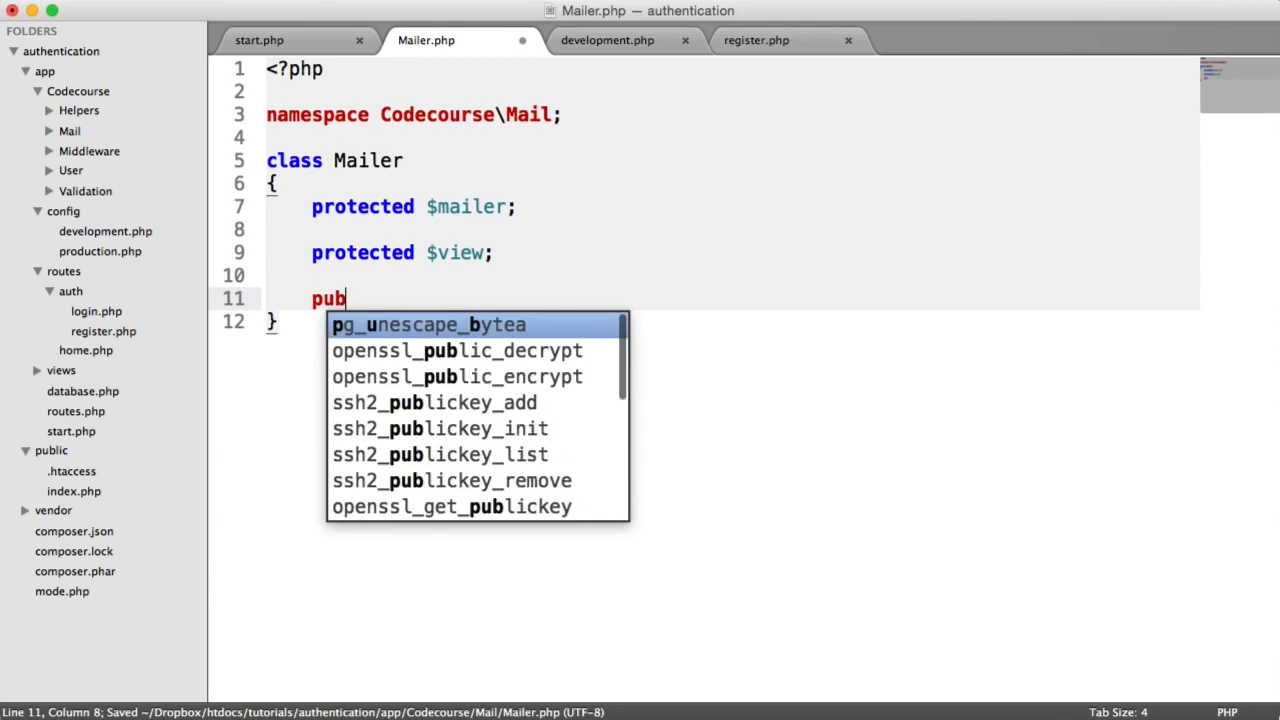 Mailer.php — authentication
FOLDERS
authentication
app
Codecourse
Helpers
Mail
Middleware
User
Validation
config
development.php
production.php
routes
auth
login.php
register.php
home.php
views
database.php
routes.php
start.php
public
.htaccess
index.php
vendor
composer.json
composer.lock
composer.phar
mode.php
start.php
Mailer.php
development.php
register.php
1 <?php
2
3 namespace Codecourse\Mail;
4
5 class Mailer
6 {
7 protected $mailer;
8
9 protected $view;
10
11 pub
12 }
pg_unescape_bytea
openssl_public_decrypt
openssl_public_encrypt
ssh2_publickey_add
ssh2_publickey_init
ssh2_publickey_list
ssh2_publickey_remove
openssl_get_publickey
Line 11, Column 8; Saved ~/Dropbox/htdocs/tutorials/authentication/app/Codecourse/Mail/Mailer.php (UTF-8)
Tab Size: 4
PHP